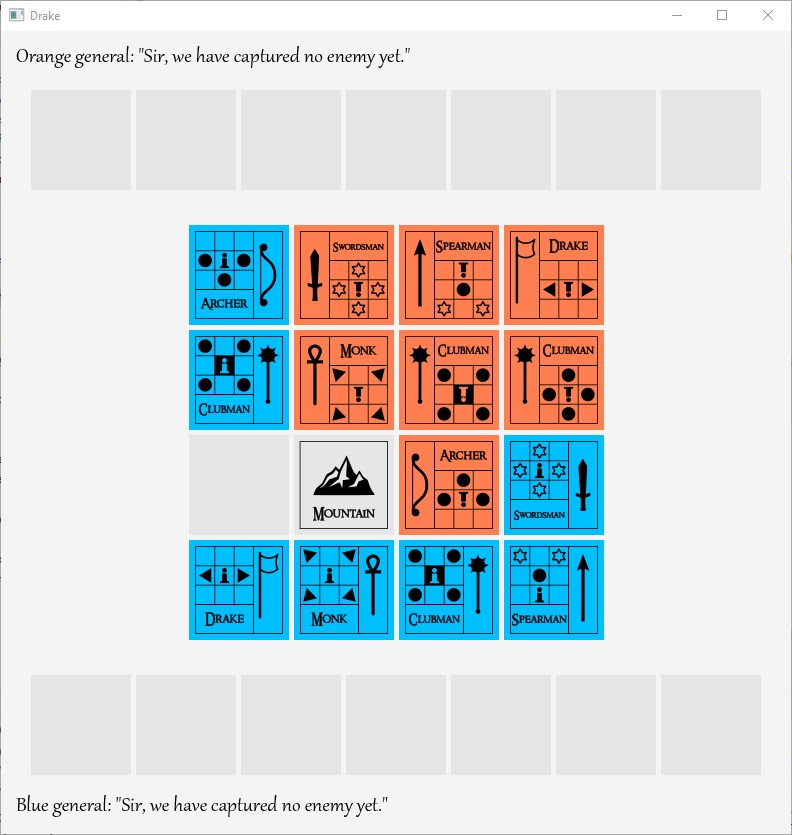 Drake
Orange general: "Sir, we have captured no enemy yet."
Archer
Swordsman
Spearman
Drake
Clubman
Monk
Clubman
Clubman
Mountain
Archer
Swordsman
Drake
Monk
Clubman
Spearman
Blue general: "Sir, we have captured no enemy yet."